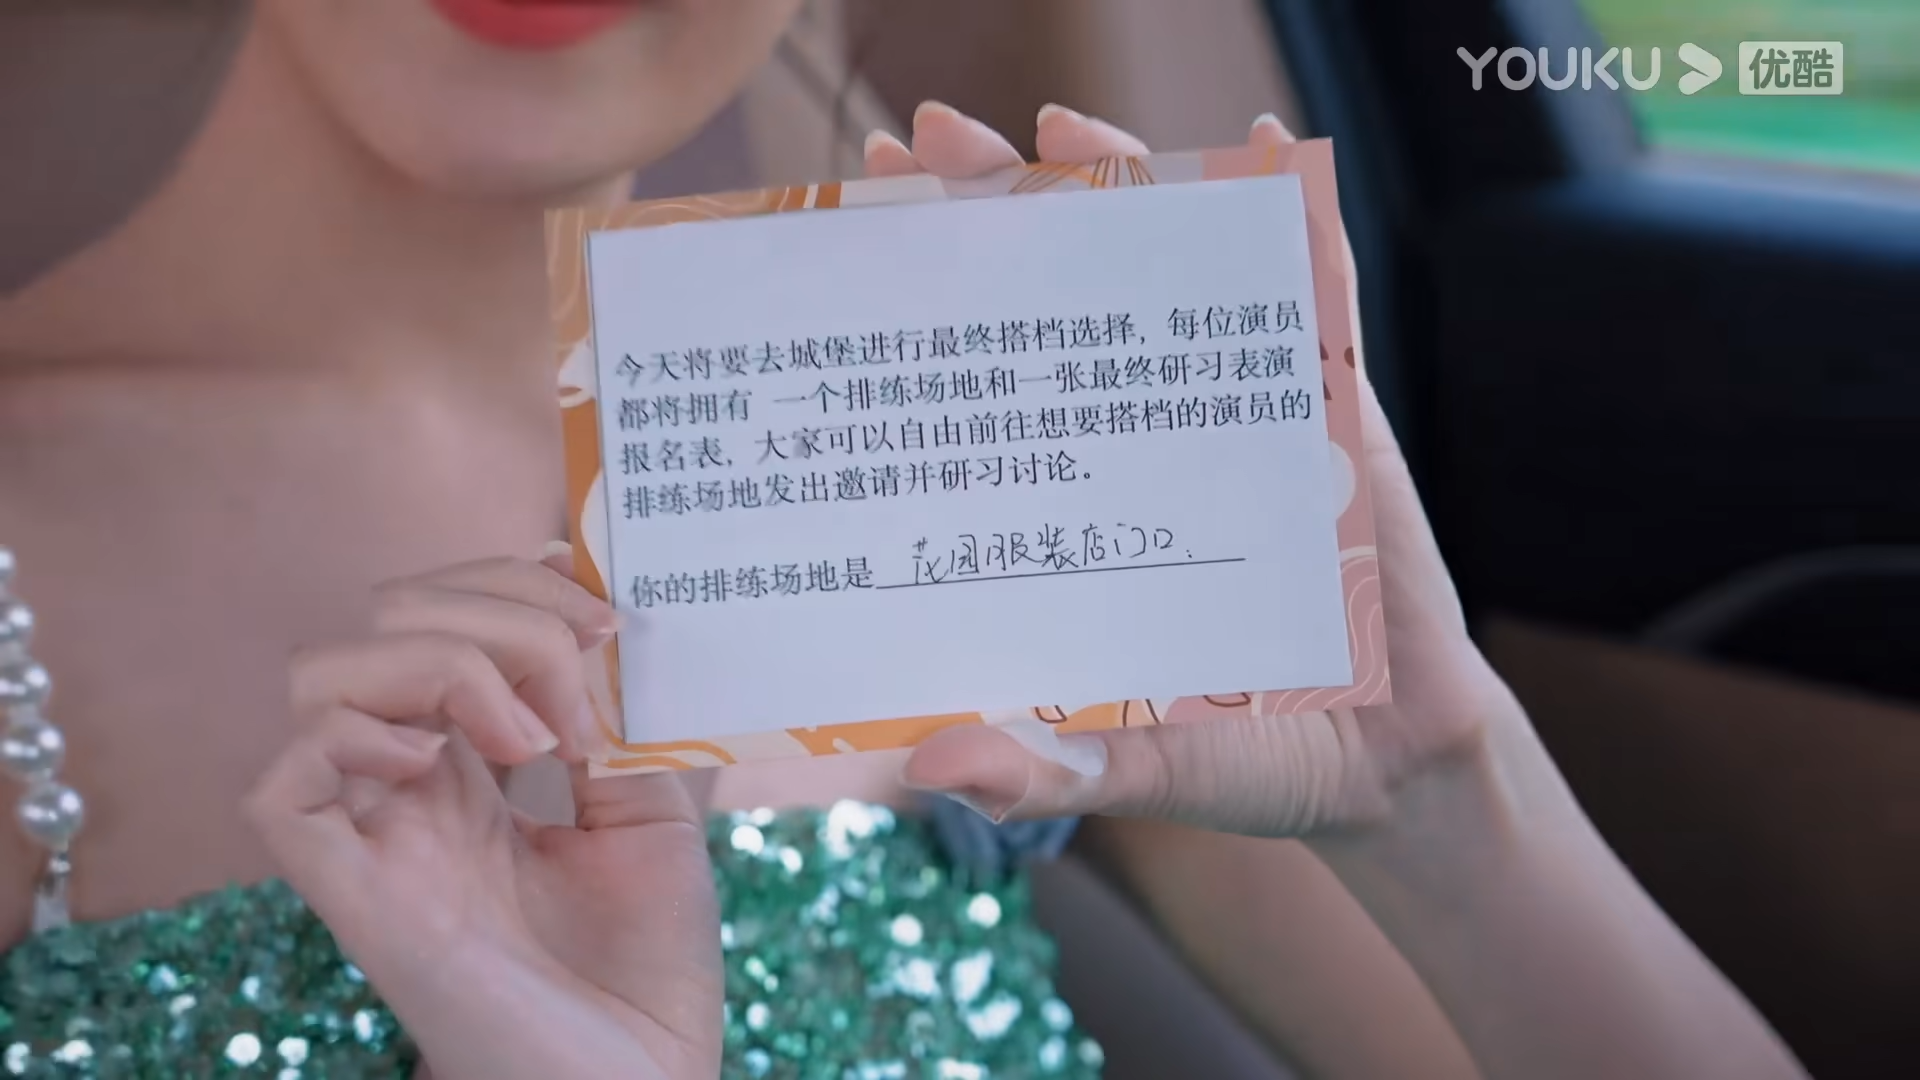 YOUKU 优酷
今天将要去城堡进行最终搭档选择，每位演员
都将拥有 一个排练场地和一张最终研习表演
报名表，大家可以自由前往想要搭档的演员的
排练场地发出邀请并研习讨论。
你的排练场地是 花园服装店门口.